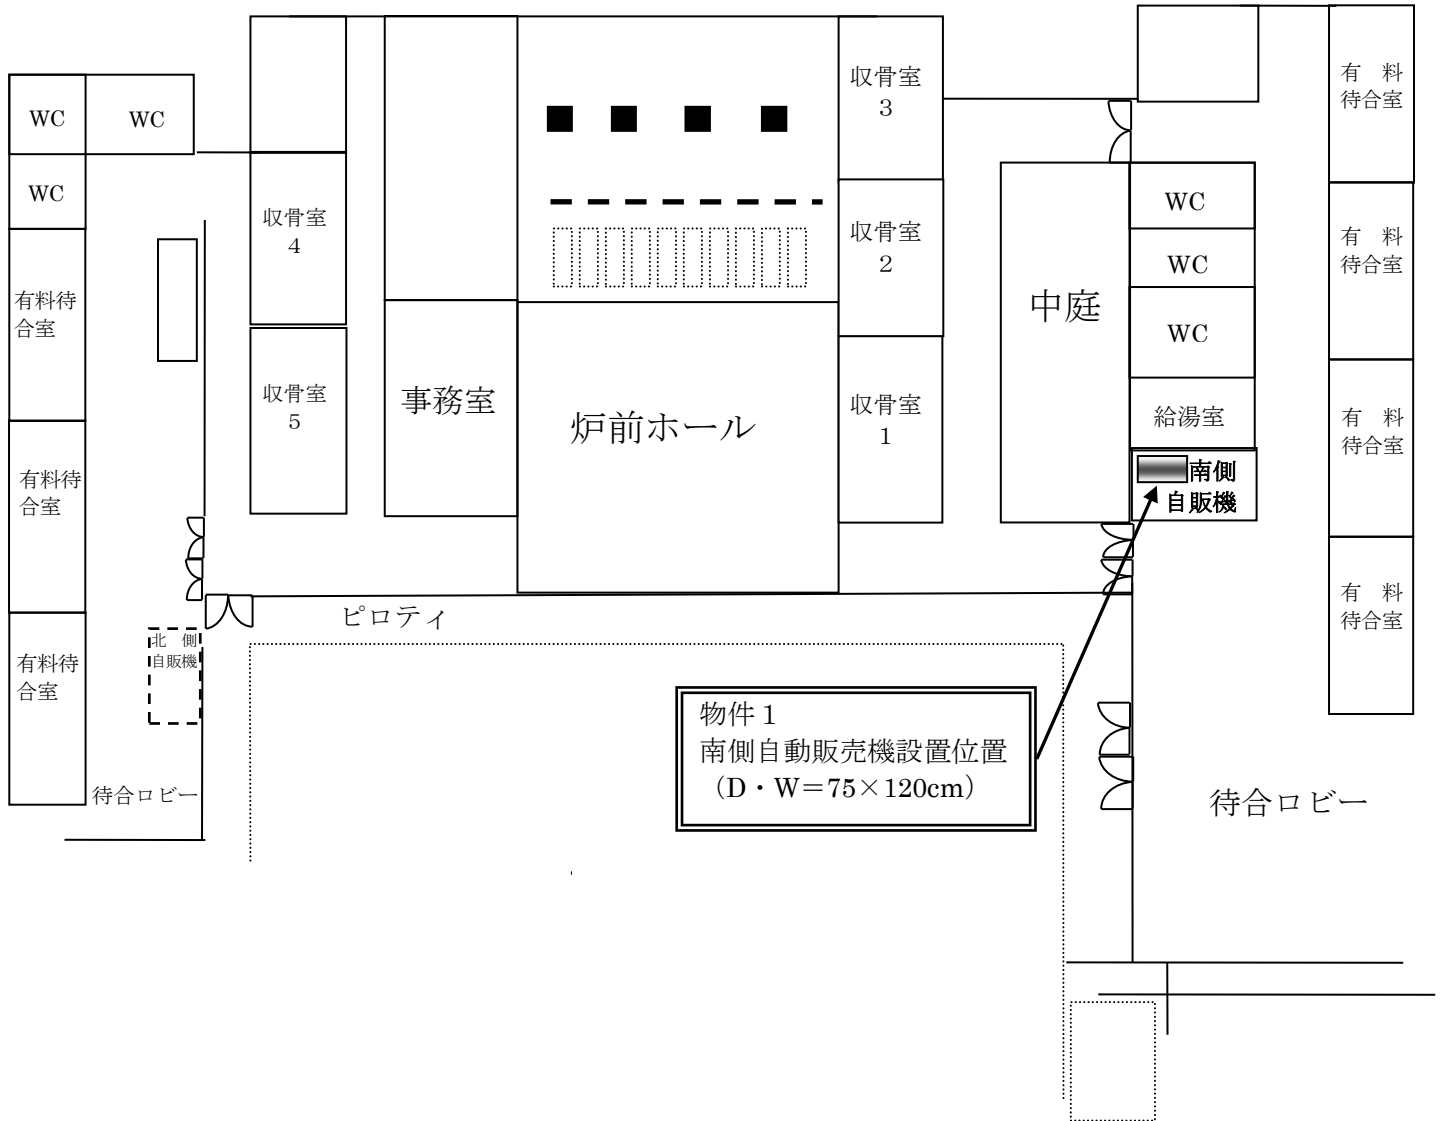 WC
WC
WC
有料待
合室
有料待
合室
有料待
合室
北　側
自販機
待合ロビー
収骨室
4
収骨室
5
事務室
炉前ホール
ピロティ
収骨室
3
収骨室
2
収骨室
1
中庭
WC
WC
WC
給湯室
南側
自販機
有　料
待合室
有　料
待合室
有　料
待合室
有　料
待合室
物件１
南側自動販売機設置位置
（D・W＝75×120cm）
待合ロビー